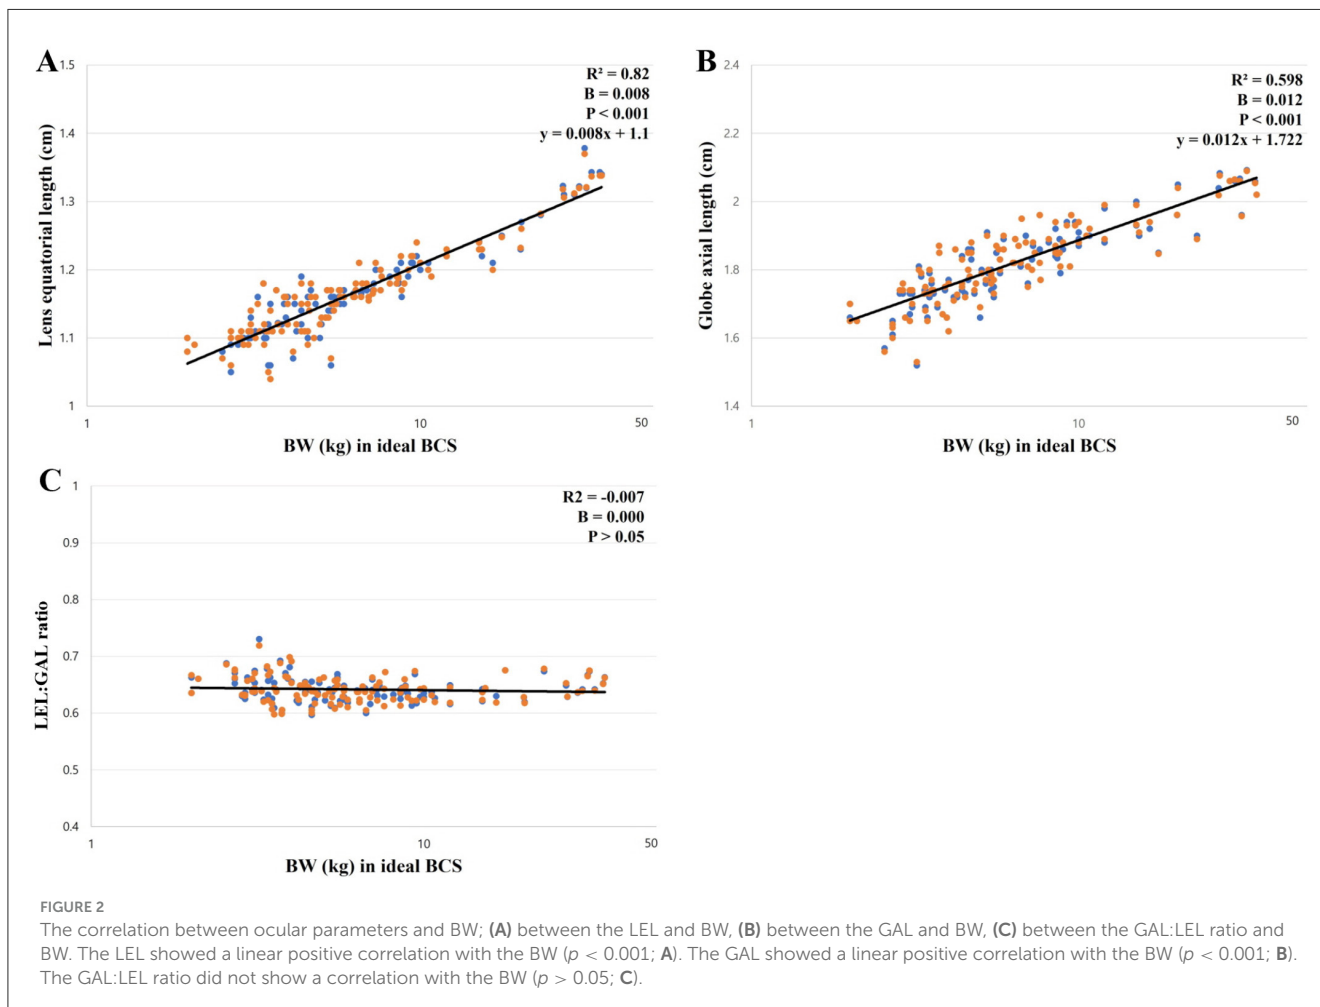 A
1.5
1.4
1.3
1.2
1.1
1
Lens equatorial length (cm)
R² = 0.82
B = 0.008
P < 0.001
y = 0.008x + 1.1
1
10
50
BW (kg) in ideal BCS
B
2.4
2.2
2
1.8
1.6
1.4
Globe axial length (cm)
R² = 0.598
B = 0.012
P < 0.001
y = 0.012x + 1.722
1
10
50
BW (kg) in ideal BCS
C
1
0.9
0.8
0.7
0.6
0.5
0.4
LEL:GAL ratio
R2 = -0.007
B = 0.000
P > 0.05
1
10
50
BW (kg) in ideal BCS
FIGURE 2
The correlation between ocular parameters and BW; (A) between the LEL and BW, (B) between the GAL and BW, (C) between the GAL:LEL ratio and
BW. The LEL showed a linear positive correlation with the BW (p < 0.001; A). The GAL showed a linear positive correlation with the BW (p < 0.001; B).
The GAL:LEL ratio did not show a correlation with the BW (p > 0.05; C).